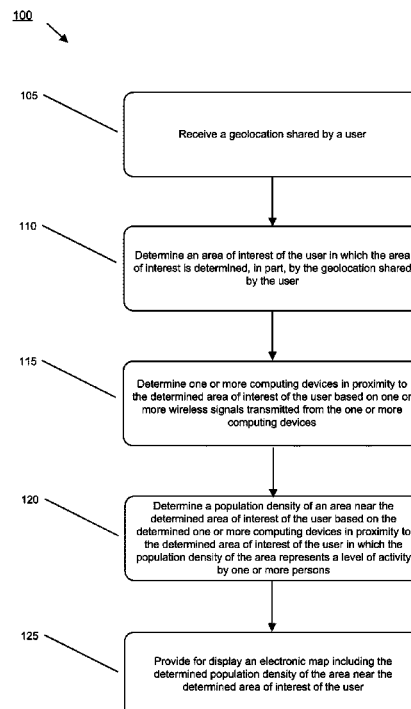 100
105
Receive a geolocation shared by a user
110
Determine an area of interest of the user in which the area
of interest is determined, in part, by the geolocation shared
by the user
115
Determine one or more computing devices in proximity to
the determined area of interest of the user based on one or
more wireless signals transmitted from the one or more
computing devices
120
Determine a population density of an area near the
determined area of interest of the user based on the
determined one or more computing devices in proximity to
the determined area of interest of the user in which the
population density of the area represents a level of activity
by one or more persons
125
Provide for display an electronic map including the
determined population density of the area near the
determined area of interest of the user